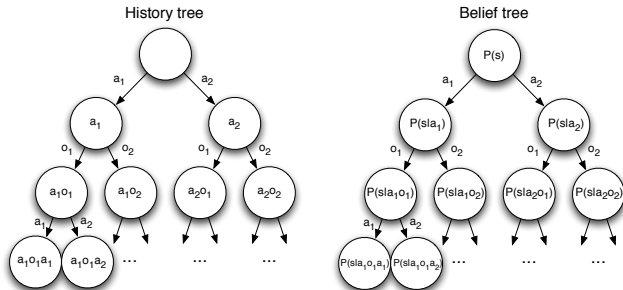 History tree
Belief tree
P(s)
a₁ a₂ a₁ a₂
a₁ a₂ P(s|a₁) P(s|a₂)
o₁ o₂ o₁ o₂ o₁ o₂ o₁ o₂
a₁o₁ a₁o₂ a₂o₁ a₂o₂ P(s|a₁o₁) P(s|a₁o₂) P(s|a₂o₁) P(s|a₂o₂)
a₁ a₂ a₁ a₂
a₁o₁a₁ a₁o₁a₂ ... ... ... P(s|a₁o₁a₁) P(s|a₁o₁a₂) ... ... ...